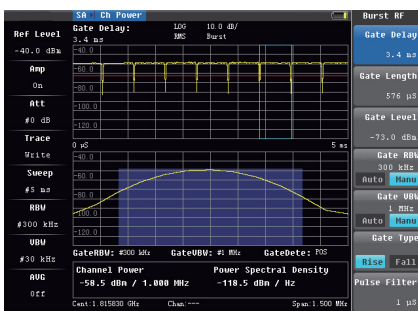 SA Ch Power
Burst RF
Ref Level
-40.0 dBm
Amp
On
Att
#0 dB
Trace
Write
Sweep
#5 ms
RBW
#300 kHz
VBW
#30 kHz
AVG
Off
Gate Delay:
3.4 ms
LOG 10.0 dB/
RMS Burst
-40.0
-60.0
-80.0
-100.0
-120.0
0 µS 5 ms
-40.0
-60.0
-80.0
-100.0
-120.0
GateRBW: #300 kHz GateVBW: #1 MHz GateDete: POS
Channel Power Power Spectral Density
-58.5 dBm / 1.000 MHz -118.5 dBm / Hz
Cent:1.815830 GHz Chan:--- Span:1.500 MHz
Gate Delay
3.4 ms
Gate Length
576 µS
Gate Level
-73.0 dBm
Gate RBW
300 kHz
Auto Manu
Gate VBW
1 MHz
Auto Manu
Gate Type
Rise Fall
Pulse Filter
1 µS